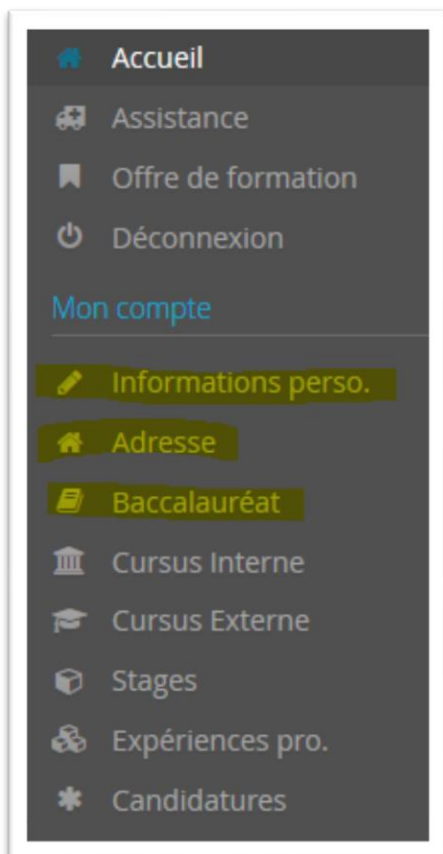 Accueil
Assistance
Offre de formation
Déconnexion
Mon compte
Informations perso.
Adresse
Baccalauréat
Cursus Interne
Cursus Externe
Stages
Expériences pro.
Candidatures